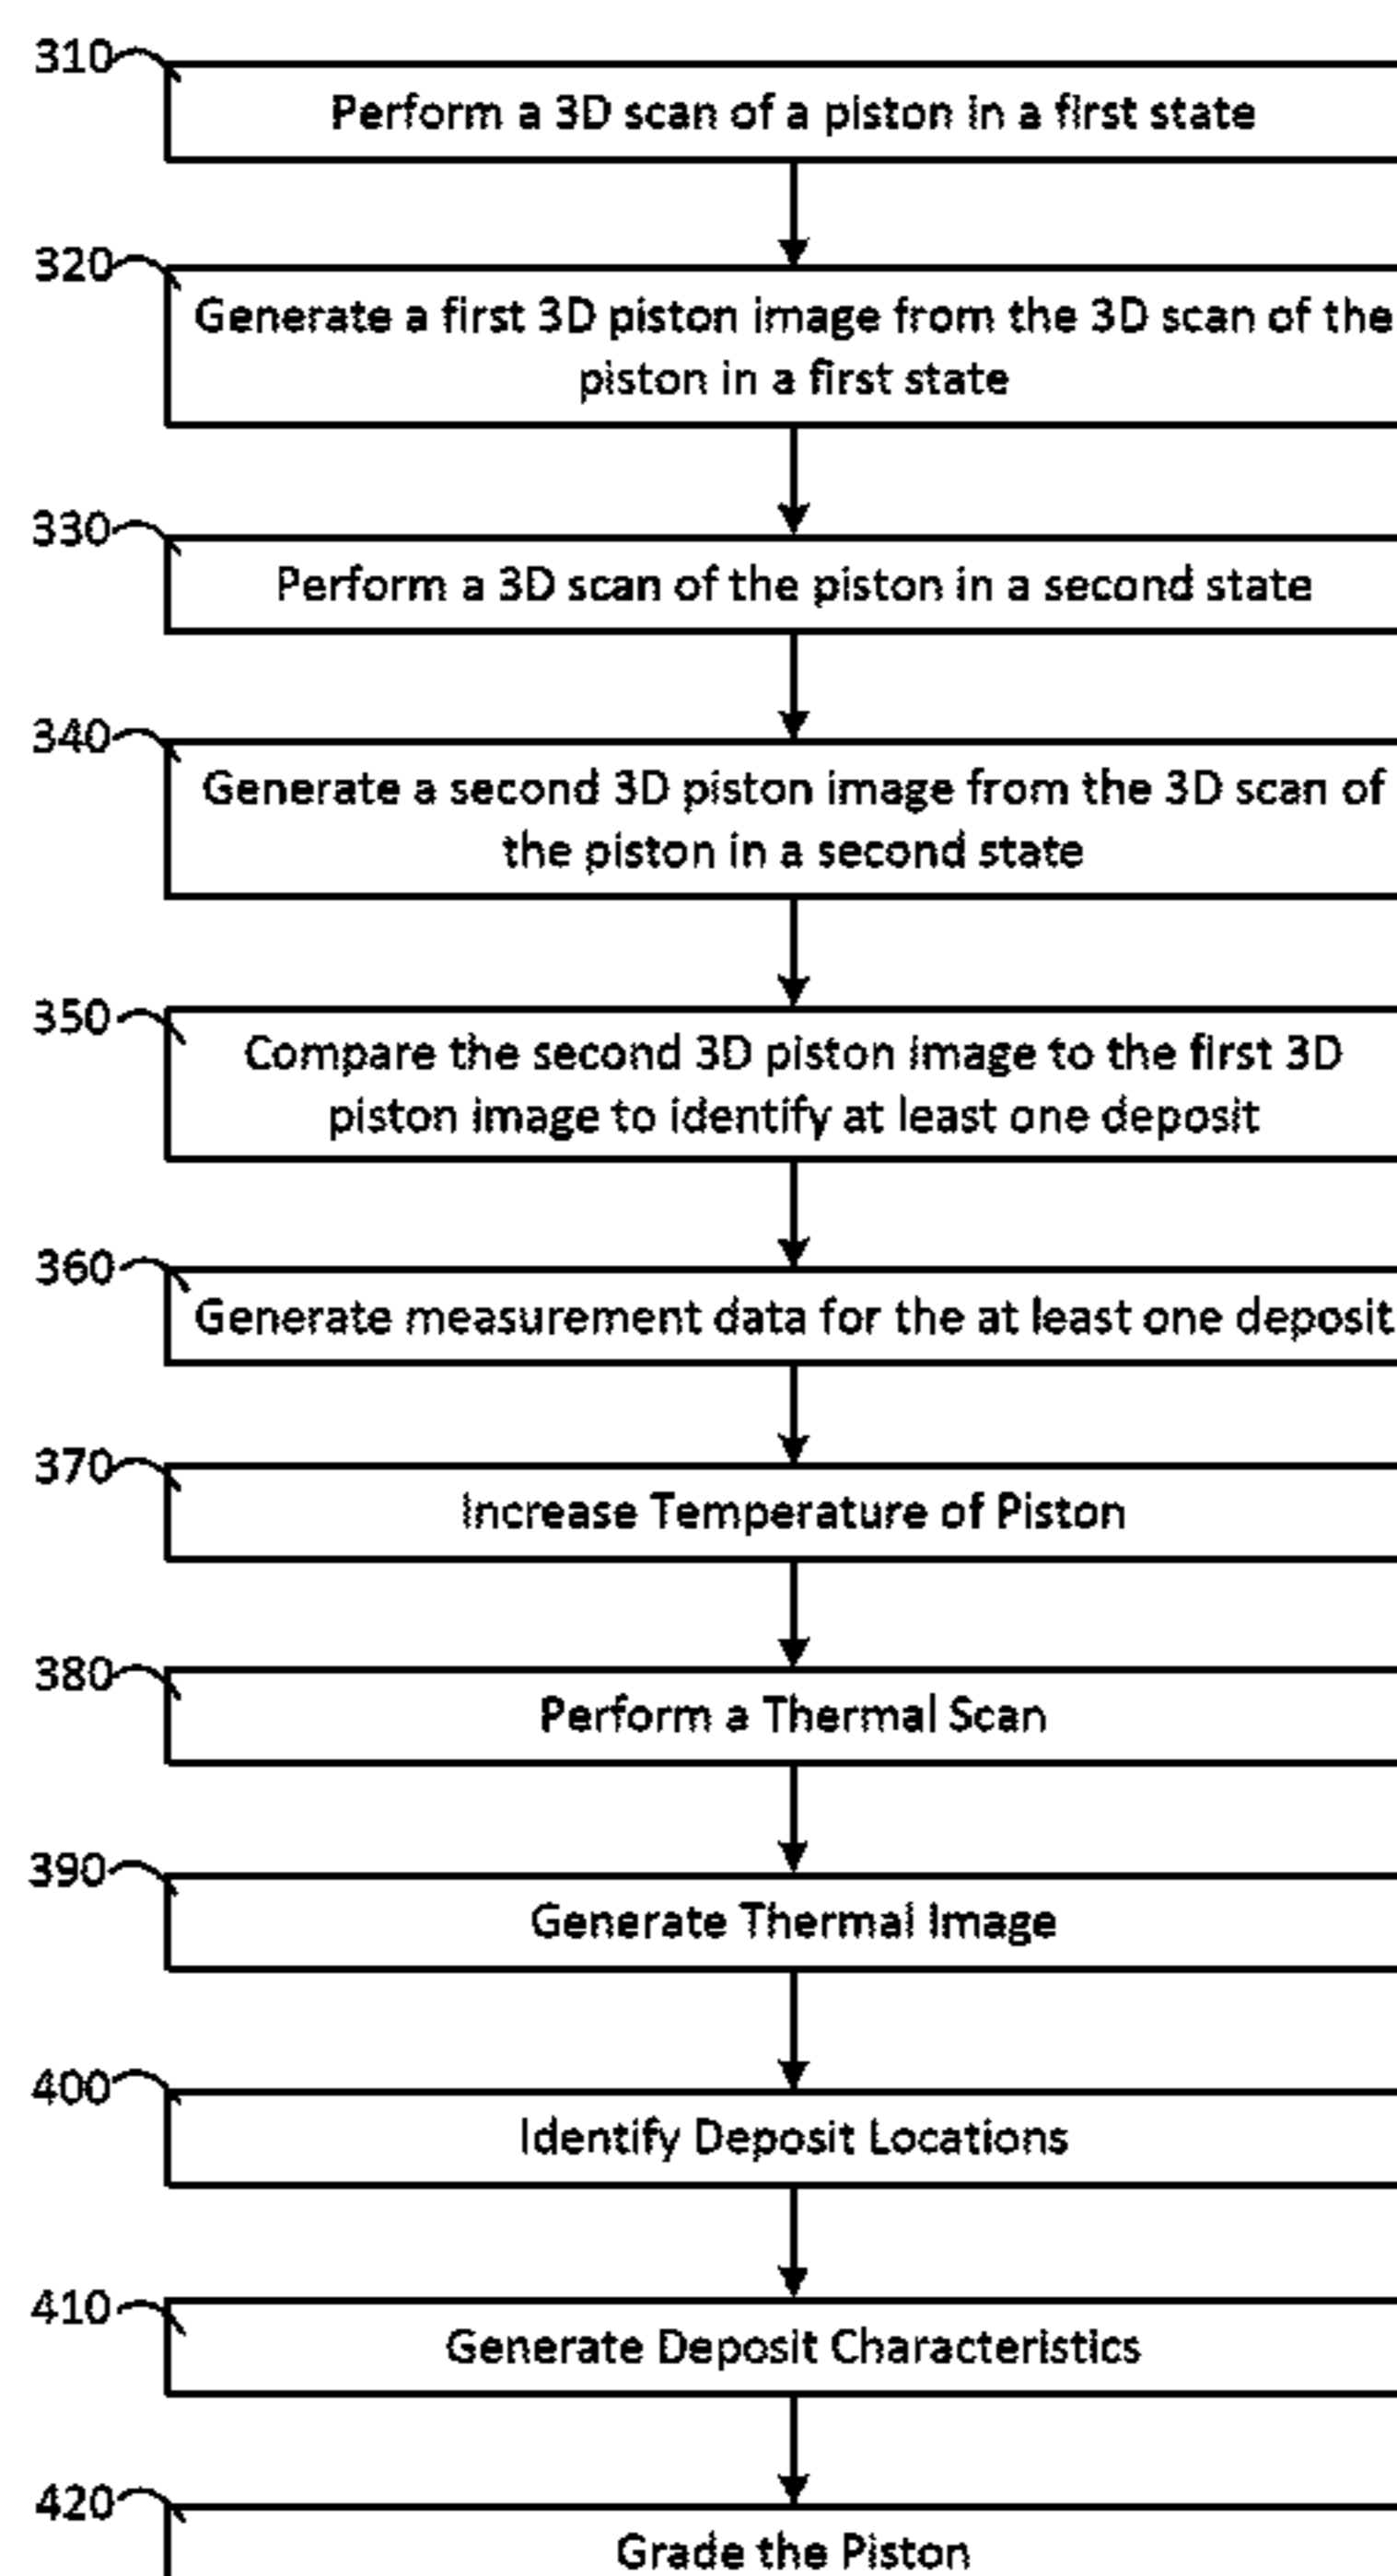 310
Perform a 3D scan of a piston in a first state
320
Generate a first 3D piston image from the 3D scan of the
piston in a first state
330
Perform a 3D scan of the piston in a second state
340
Generate a second 3D piston image from the 3D scan of
the piston in a second state
350
Compare the second 3D piston image to the first 3D
piston image to identify at least one deposit
360
Generate measurement data for the at least one deposit
370
Increase Temperature of Piston
380
Perform a Thermal Scan
390
Generate Thermal Image
400
Identify Deposit Locations
410
Generate Deposit Characteristics
420
Grade the Piston